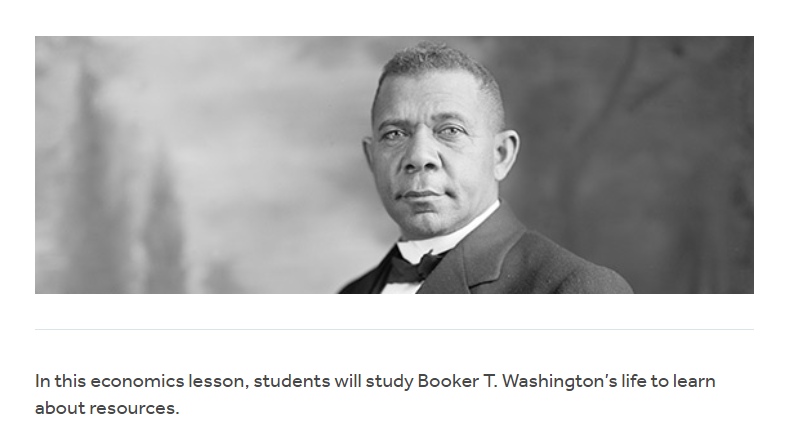 In this economics lesson, students will study Booker T. Washington’s life to learn
about resources.